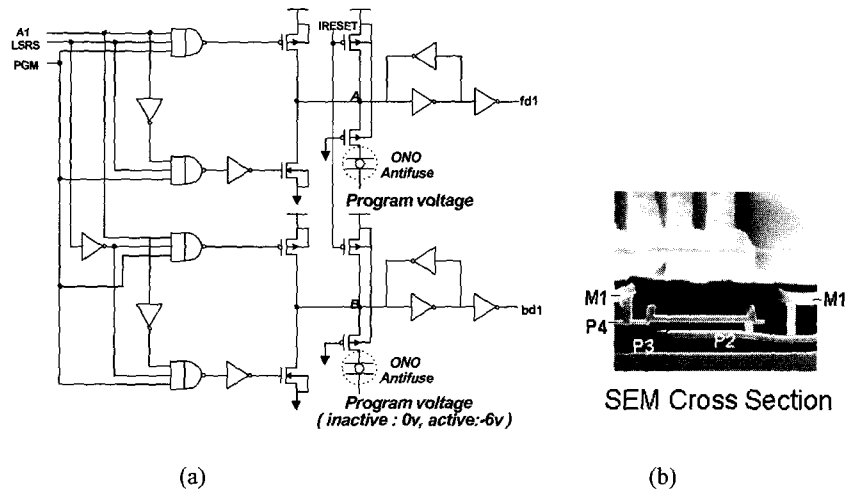 A1
LSRS
PGM
IRESET
A
fd1
ONO
Antifuse
Program voltage
B
bd1
ONO
Antifuse
Program voltage
( inactive : 0v, active:-6v )
M1
M1
P4
P3
P2
SEM Cross Section
(a)
(b)